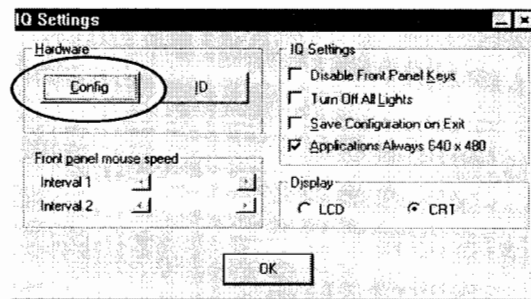 IQ Settings
Hardware
Config
ID
Front panel mouse speed
Interval 1
Interval 2
IQ Settings
Disable Front Panel Keys
Turn Off All Lights
Save Configuration on Exit
Applications Always 640 x 480
Display
LCD
CRT
OK